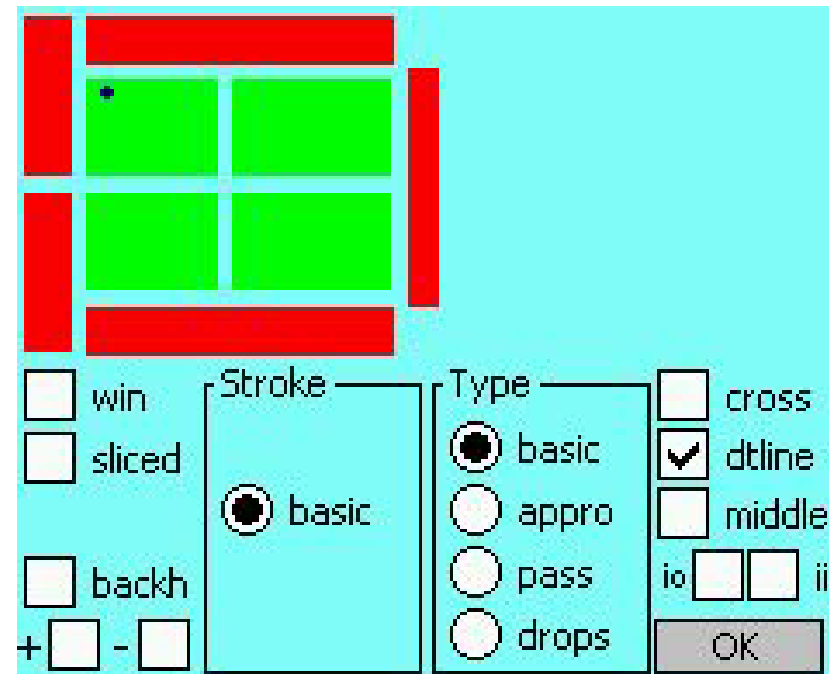 win
sliced
backh
+ -
Stroke
basic
Type
basic
appro
pass
drops
cross
dtline
middle
io ii
OK